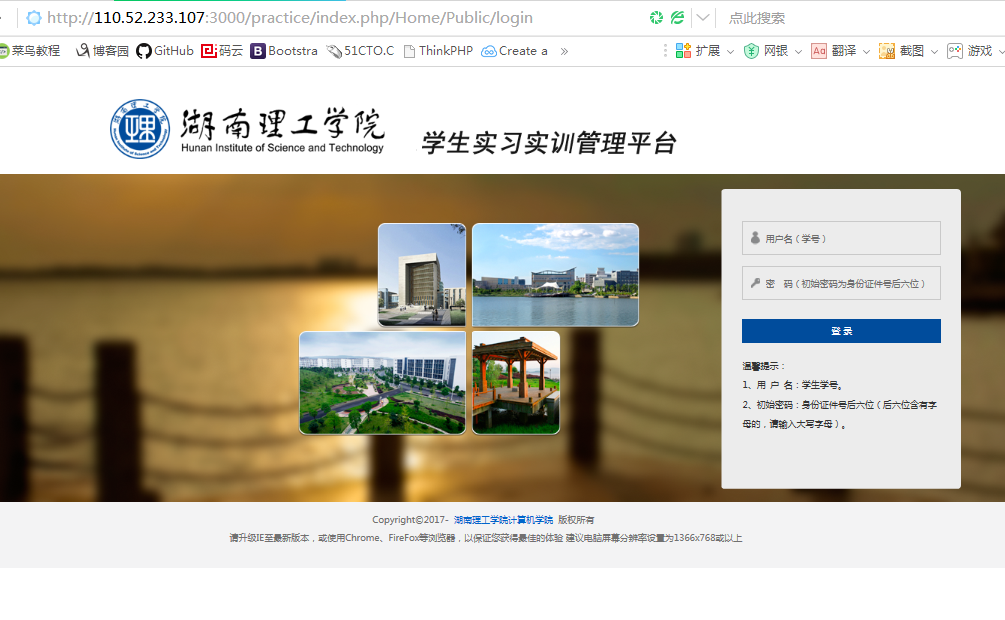 http://110.52.233.107:3000/practice/index.php/Home/Public/login
点此搜索
菜鸟教程 博客园 GitHub 码云 Bootstra 51CTO.C ThinkPHP Create a »
扩展 网银 Aa 翻译 截图 游戏
湖南理工学院
Hunan Institute of Science and Technology
学生实习实训管理平台
用户名（学号）
密 码（初始密码为身份证件号后六位）
登 录
温馨提示：
1、用 户 名：学生学号。
2、初始密码：身份证件号后六位（后六位含有字
母的，请输入大写字母）。
Copyright©2017- 湖南理工学院计算机学院 版权所有
请升级IE至最新版本，或使用Chrome、FireFox等浏览器，以保证您获得最佳的体验 建议电脑屏幕分辨率设置为1366x768或以上